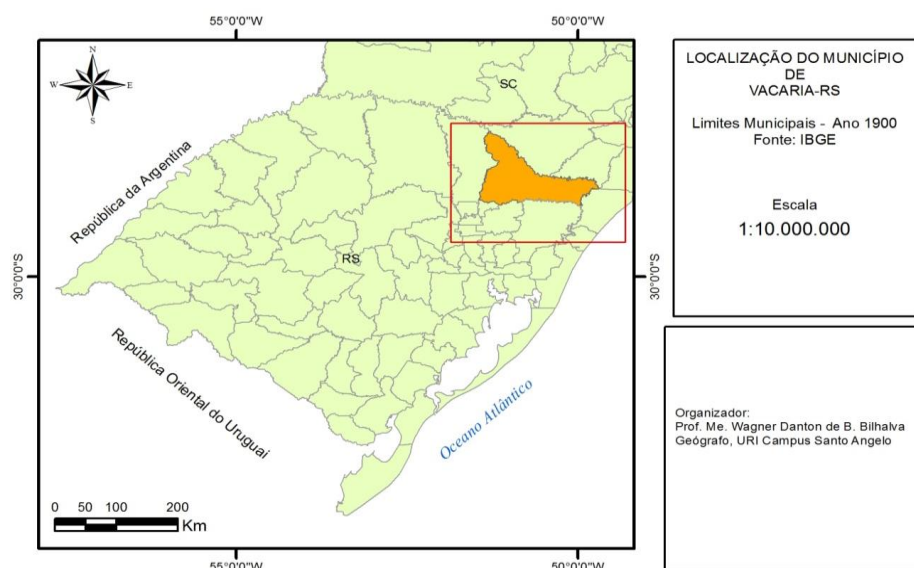 55°0'0"W
50°0'0"W
N
W
E
S
SC
República da Argentina
RS
30°0'0"S
30°0'0"S
República Oriental do Uruguai
Oceano Atlântico
0 50 100 200
Km
55°0'0"W
50°0'0"W
LOCALIZAÇÃO DO MUNICÍPIO
DE
VACARIA-RS
Limites Municipais - Ano 1900
Fonte: IBGE
Escala
1:10.000.000
Organizador:
Prof. Me. Wagner Danton de B. Bilhalva
Geógrafo, URI Campus Santo Angelo